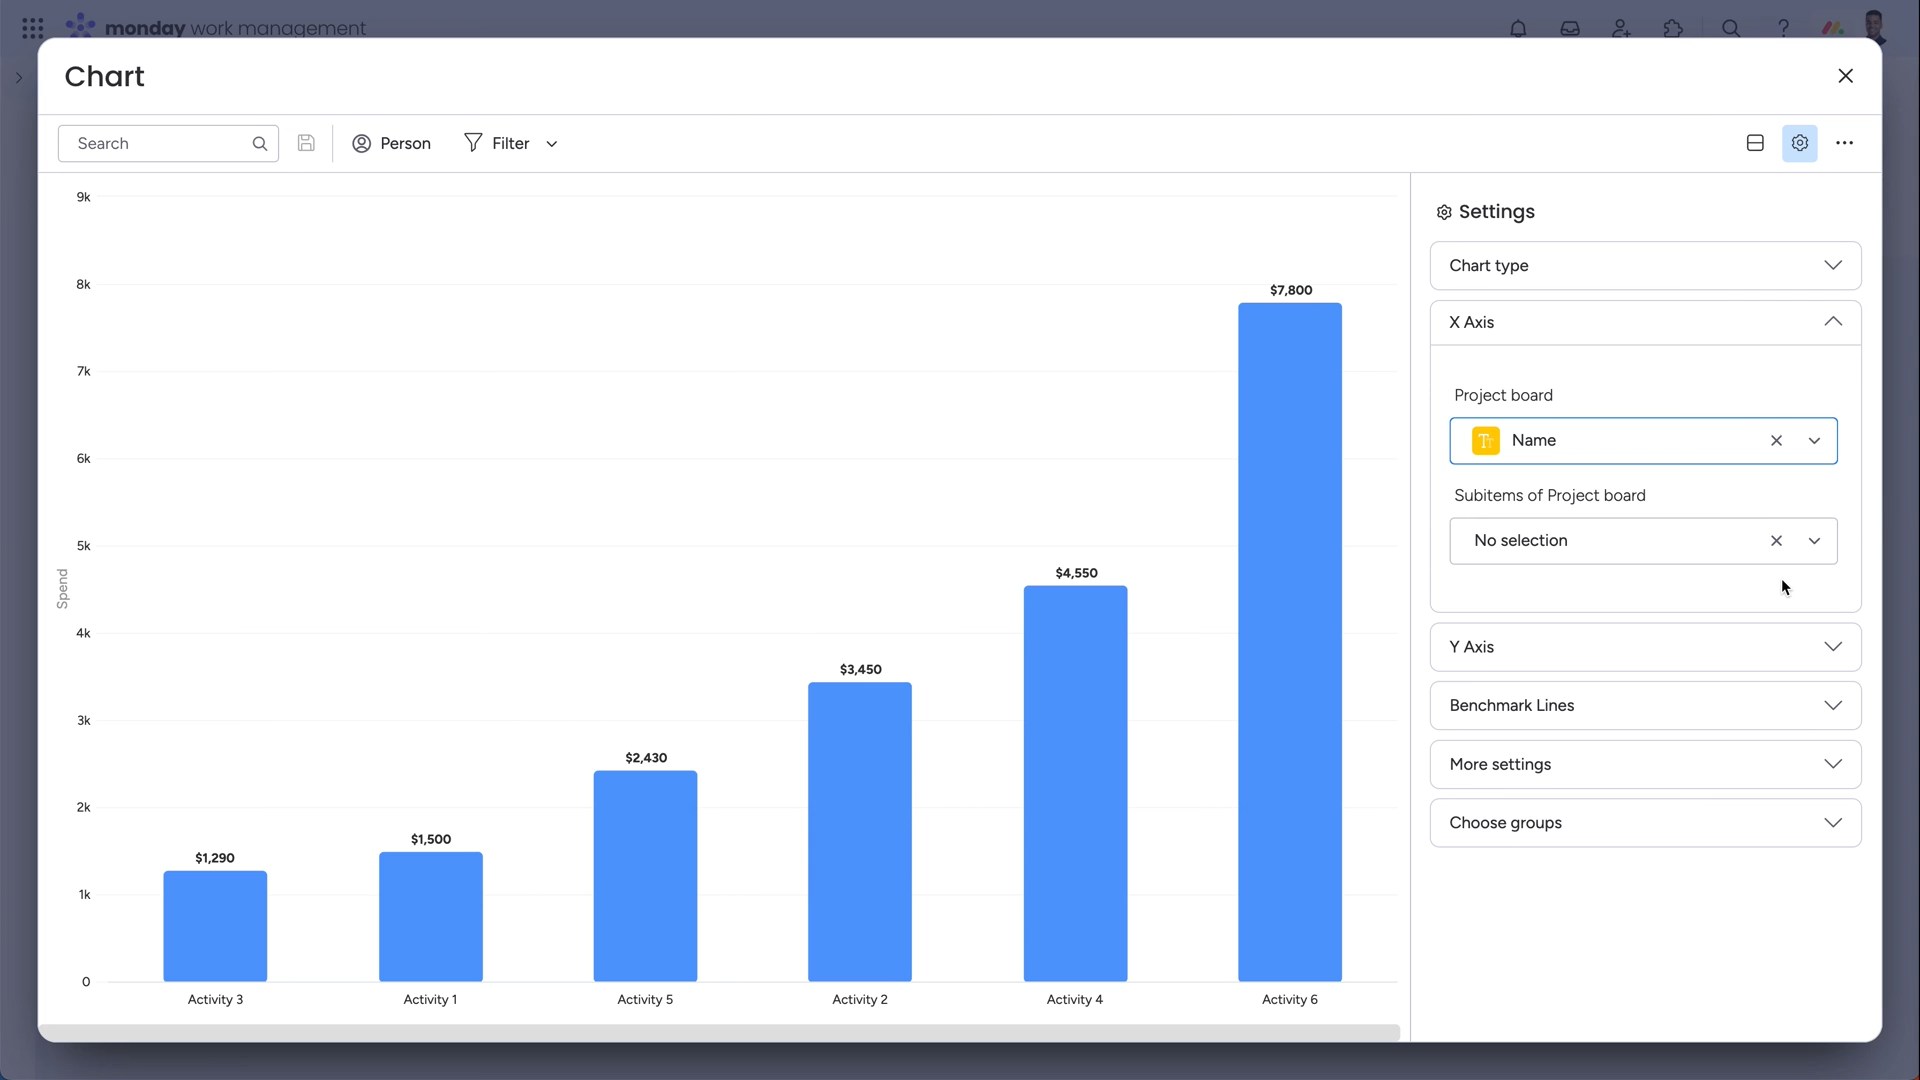 monday work management
Chart
Search
Person
Filter
9k
8k
7k
6k
5k
4k
3k
2k
1k
0
Spend
$1,290
$1,500
$2,430
$3,450
$4,550
$7,800
Activity 3
Activity 1
Activity 5
Activity 2
Activity 4
Activity 6
Settings
Chart type
X Axis
Project board
Name
Subitems of Project board
No selection
Y Axis
Benchmark Lines
More settings
Choose groups